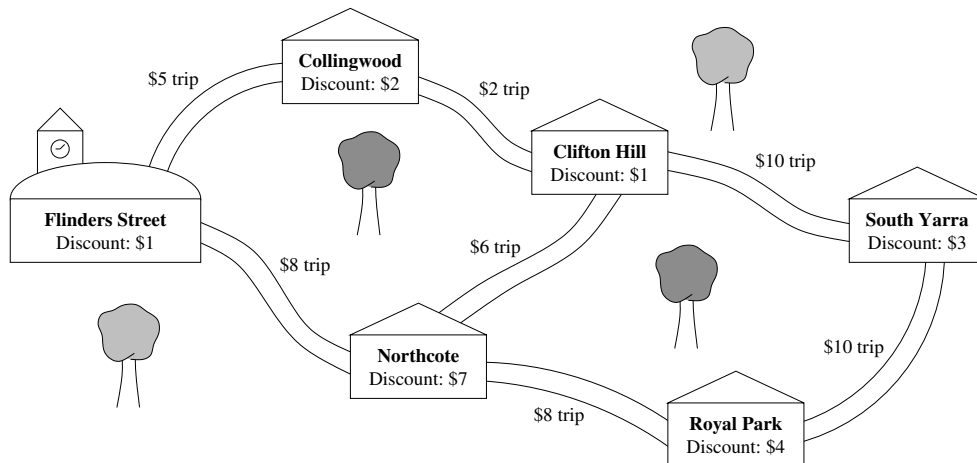 Collingwood
Discount: $2
$5 trip
$2 trip
Clifton Hill
Discount: $1
$10 trip
Flinders Street
Discount: $1
South Yarra
Discount: $3
$8 trip
$6 trip
Northcote
Discount: $7
$10 trip
$8 trip
Royal Park
Discount: $4